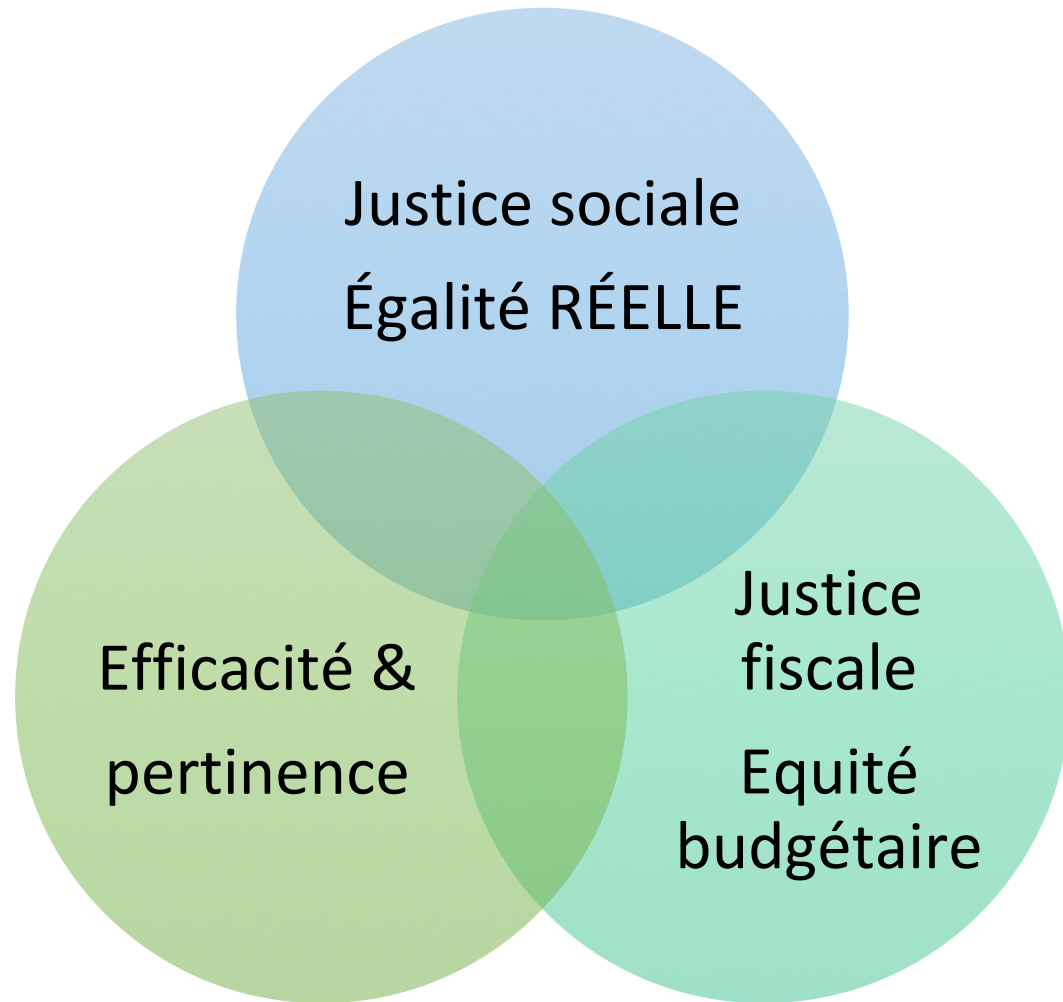 Justice sociale
Égalité RÉELLE
Efficacité &
pertinence
Justice
fiscale
Equité
budgétaire